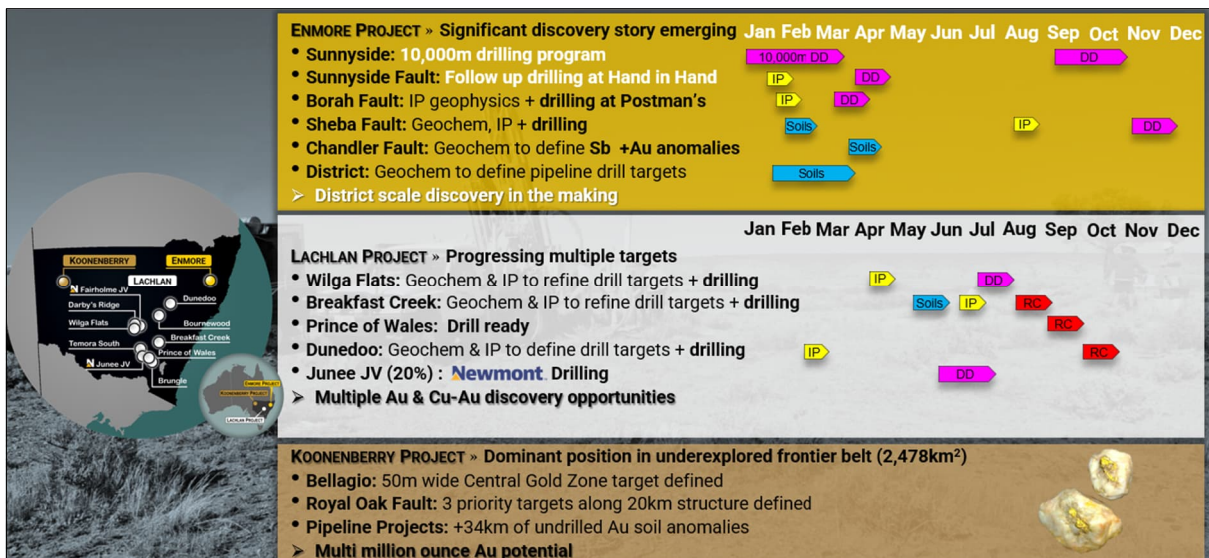 ENMORE PROJECT » Significant discovery story emerging
Jan Feb Mar Apr May Jun Jul Aug Sep Oct Nov Dec
• Sunnyside: 10,000m drilling program
10,000m DD
DD
• Sunnyside Fault: Follow up drilling at Hand in Hand
IP
DD
• Borah Fault: IP geophysics + drilling at Postman's
IP
DD
• Sheba Fault: Geochem, IP + drilling
Soils
IP
DD
• Chandler Fault: Geochem to define Sb +Au anomalies
Soils
• District: Geochem to define pipeline drill targets
Soils
➢ District scale discovery in the making
Jan Feb Mar Apr May Jun Jul Aug Sep Oct Nov Dec
LACHLAN PROJECT » Progressing multiple targets
• Wilga Flats: Geochem & IP to refine drill targets + drilling
IP
DD
• Breakfast Creek: Geochem & IP to refine drill targets + drilling
Soils
IP
RC
• Prince of Wales: Drill ready
RC
• Dunedoo: Geochem & IP to define drill targets + drilling
IP
RC
• Junee JV (20%) : Newmont. Drilling
DD
➢ Multiple Au & Cu-Au discovery opportunities
KOONENBERRY PROJECT » Dominant position in underexplored frontier belt (2,478km²)
• Bellagio: 50m wide Central Gold Zone target defined
• Royal Oak Fault: 3 priority targets along 20km structure defined
• Pipeline Projects: +34km of undrilled Au soil anomalies
➢ Multi million ounce Au potential
KOONENBERRY
ENMORE
LACHLAN
N Fairholme JV
Darby's Ridge
Wilga Flats
Temora South
N Junee JV
Dunedoo
Bournewood
Breakfast Creek
Prince of Wales
Brungle
ENMORE PROJECT
KOONENBERRY PROJECT
LACHLAN PROJECT